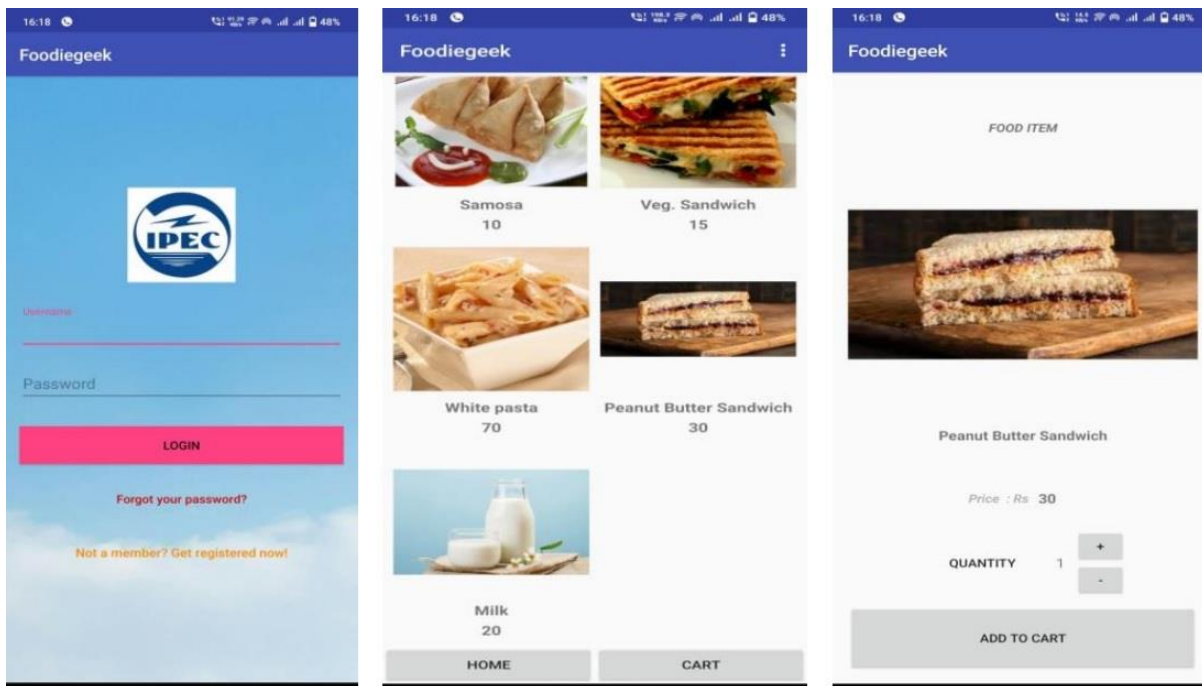 16:18
48%
Foodiegeek
IPEC
Username
Password
LOGIN
Forgot your password?
Not a member? Get registered now!
16:18
48%
Foodiegeek
Samosa
10
Veg. Sandwich
15
White pasta
70
Peanut Butter Sandwich
30
Milk
20
HOME
CART
16:18
48%
Foodiegeek
FOOD ITEM
Peanut Butter Sandwich
Price : Rs 30
QUANTITY 1
+
-
ADD TO CART